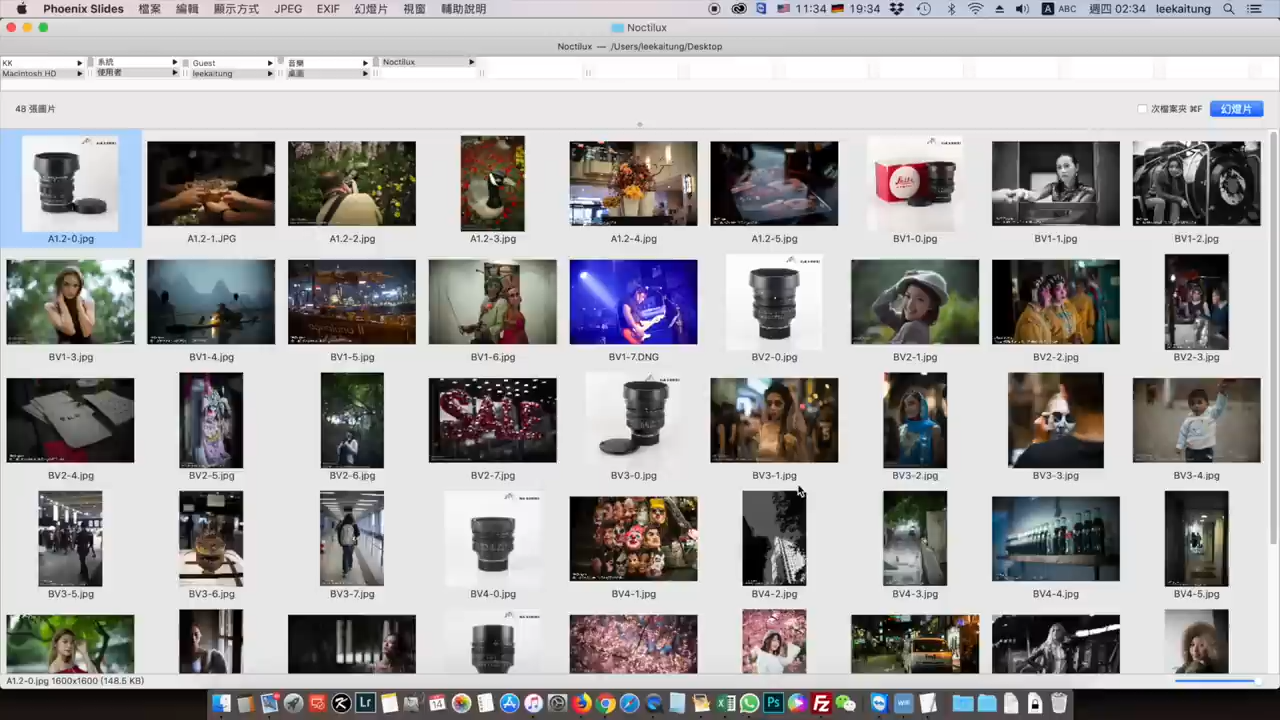 Phoenix Slides 檔案 編輯 顯示方式 JPEG EXIF 幻燈片 視窗 輔助說明 11:34 19:34 A ABC 週四 02:34 leekaitung
Noctilux
Noctilux — /Users/leekaitung/Desktop
KK 系統 Guest 音樂 Noctilux
Macintosh HD 使用者 leekaitung 桌面
48 張圖片 次檔案夾 ⌘F 幻燈片
A1.2-0.jpg A1.2-1.JPG A1.2-2.jpg A1.2-3.jpg A1.2-4.jpg A1.2-5.jpg BV1-0.jpg BV1-1.jpg BV1-2.jpg
BV1-3.jpg BV1-4.jpg BV1-5.jpg BV1-6.jpg BV1-7.DNG BV2-0.jpg BV2-1.jpg BV2-2.jpg BV2-3.jpg
SALE
BV2-4.jpg BV2-5.jpg BV2-6.jpg BV2-7.jpg BV3-0.jpg BV3-1.jpg BV3-2.jpg BV3-3.jpg BV3-4.jpg
BV3-5.jpg BV3-6.jpg BV3-7.jpg BV4-0.jpg BV4-1.jpg BV4-2.jpg BV4-3.jpg BV4-4.jpg BV4-5.jpg
A1.2-0.jpg 1600x1600 (148.5 KB)
Lr 14 Ps